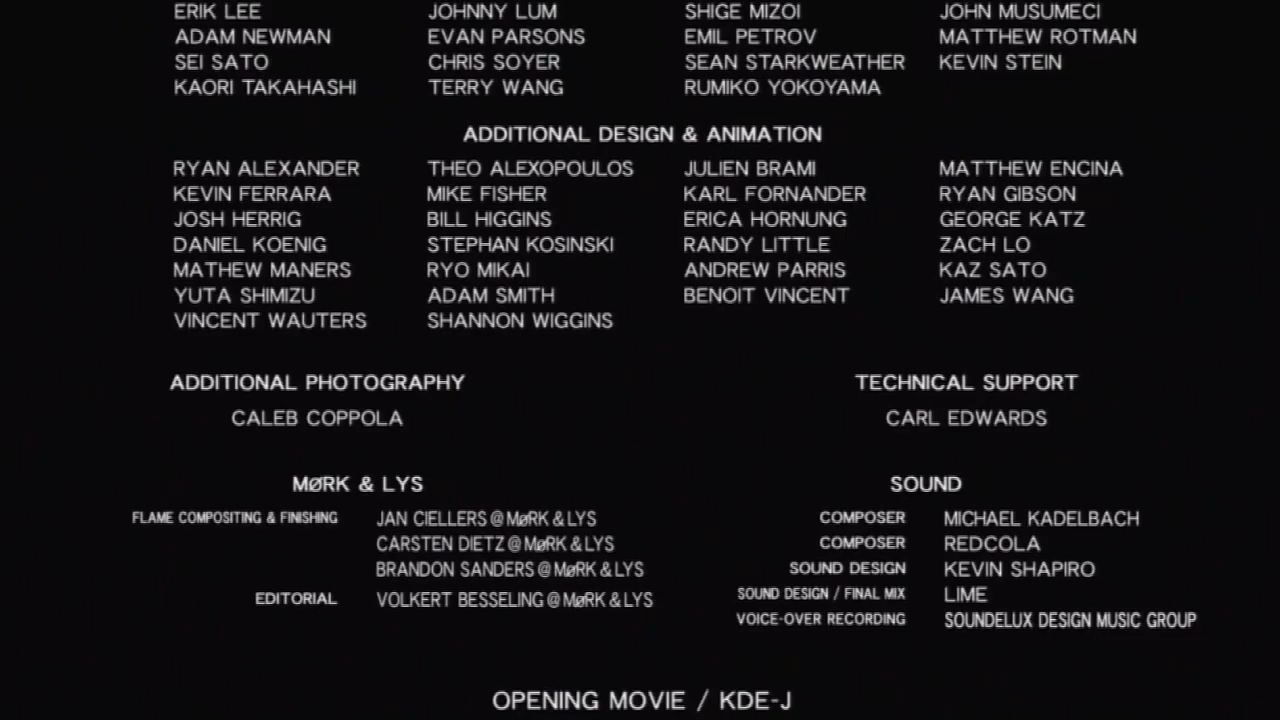 ERIK LEE JOHNNY LUM SHIGE MIZOI JOHN MUSUMECI
ADAM NEWMAN EVAN PARSONS EMIL PETROV MATTHEW ROTMAN
SEI SATO CHRIS SOYER SEAN STARKWEATHER KEVIN STEIN
KAORI TAKAHASHI TERRY WANG RUMIKO YOKOYAMA
ADDITIONAL DESIGN & ANIMATION
RYAN ALEXANDER THEO ALEXOPOULOS JULIEN BRAMI MATTHEW ENCINA
KEVIN FERRARA MIKE FISHER KARL FORNANDER RYAN GIBSON
JOSH HERRIG BILL HIGGINS ERICA HORNUNG GEORGE KATZ
DANIEL KOENIG STEPHAN KOSINSKI RANDY LITTLE ZACH LO
MATHEW MANERS RYO MIKAI ANDREW PARRIS KAZ SATO
YUTA SHIMIZU ADAM SMITH BENOIT VINCENT JAMES WANG
VINCENT WAUTERS SHANNON WIGGINS
ADDITIONAL PHOTOGRAPHY
CALEB COPPOLA
TECHNICAL SUPPORT
CARL EDWARDS
MØRK & LYS
FLAME COMPOSITING & FINISHING JAN CIELLERS@MøRK & LYS
CARSTEN DIETZ@MøRK & LYS
BRANDON SANDERS@MøRK & LYS
EDITORIAL VOLKERT BESSELING@MøRK & LYS
SOUND
COMPOSER MICHAEL KADELBACH
COMPOSER REDCOLA
SOUND DESIGN KEVIN SHAPIRO
SOUND DESIGN / FINAL MIX LIME
VOICE-OVER RECORDING SOUNDELUX DESIGN MUSIC GROUP
OPENING MOVIE / KDE-J